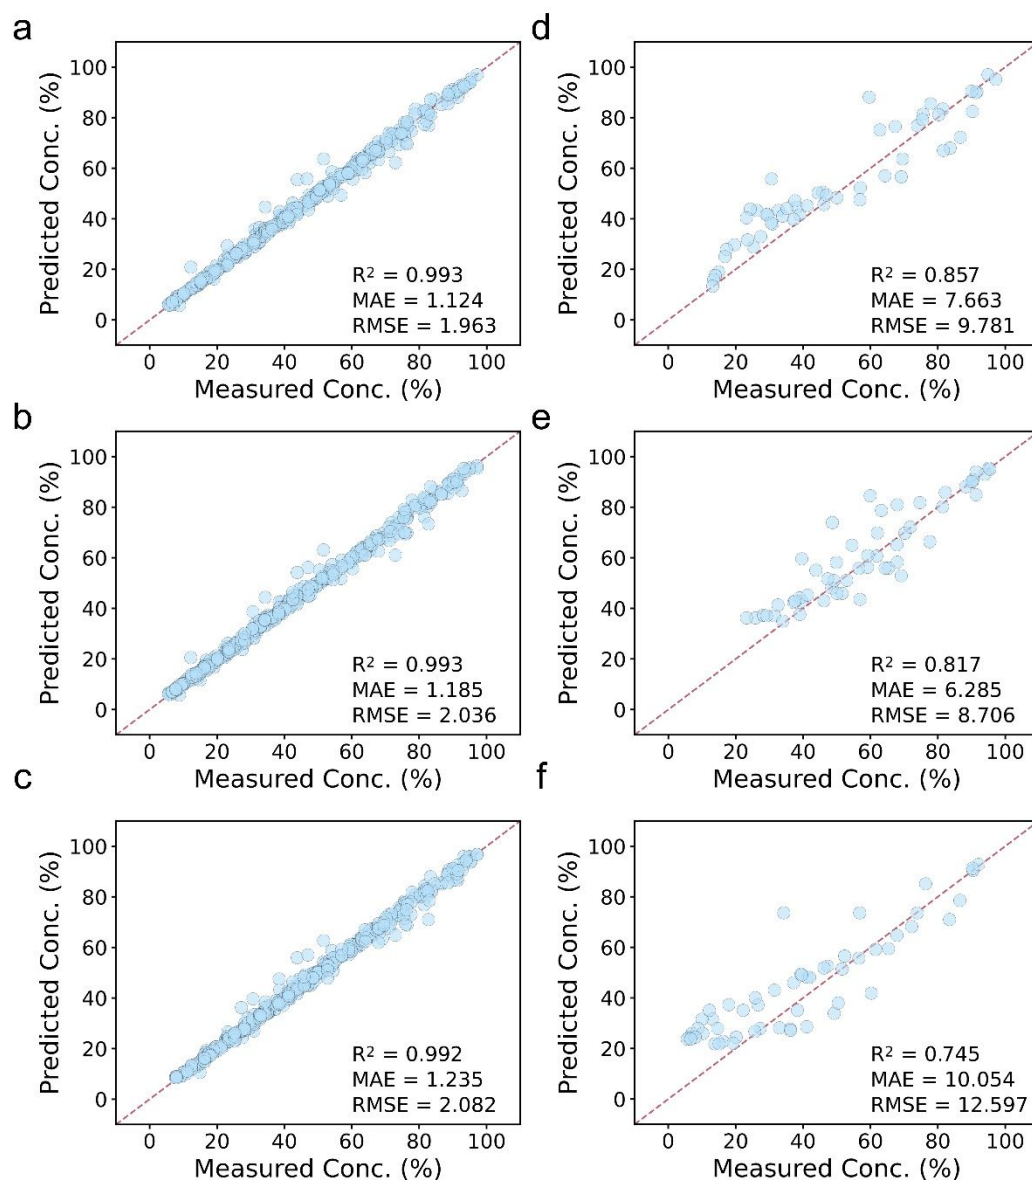 a
Predicted Conc. (%)
100
80
60
40
20
0
R² = 0.993
MAE = 1.124
RMSE = 1.963
0 20 40 60 80 100
Measured Conc. (%)
d
Predicted Conc. (%)
100
80
60
40
20
0
R² = 0.857
MAE = 7.663
RMSE = 9.781
0 20 40 60 80 100
Measured Conc. (%)
b
Predicted Conc. (%)
100
80
60
40
20
0
R² = 0.993
MAE = 1.185
RMSE = 2.036
0 20 40 60 80 100
Measured Conc. (%)
e
Predicted Conc. (%)
100
80
60
40
20
0
R² = 0.817
MAE = 6.285
RMSE = 8.706
0 20 40 60 80 100
Measured Conc. (%)
c
Predicted Conc. (%)
100
80
60
40
20
0
R² = 0.992
MAE = 1.235
RMSE = 2.082
0 20 40 60 80 100
Measured Conc. (%)
f
Predicted Conc. (%)
100
80
60
40
20
0
R² = 0.745
MAE = 10.054
RMSE = 12.597
0 20 40 60 80 100
Measured Conc. (%)